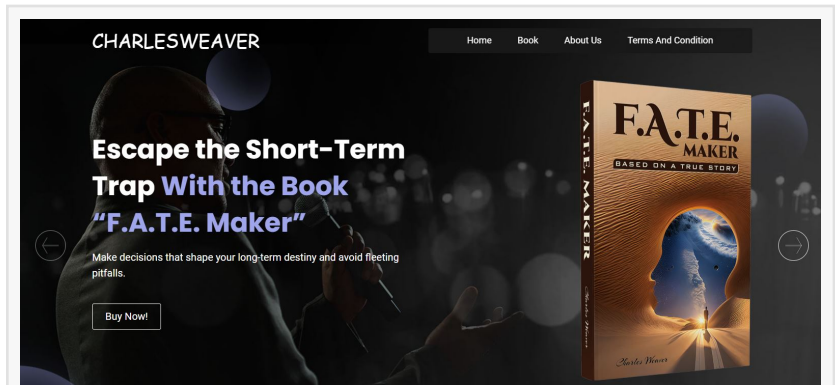 CHARLESWEAVER
Home Book About Us Terms And Condition
Escape the Short-Term
Trap With the Book
“F.A.T.E. Maker”
Make decisions that shape your long-term destiny and avoid fleeting
pitfalls.
Buy Now!
F.A.T.E.
MAKER
BASED ON A TRUE STORY
Charles Weaver
F.A.T.E. MAKER
Charles Weaver